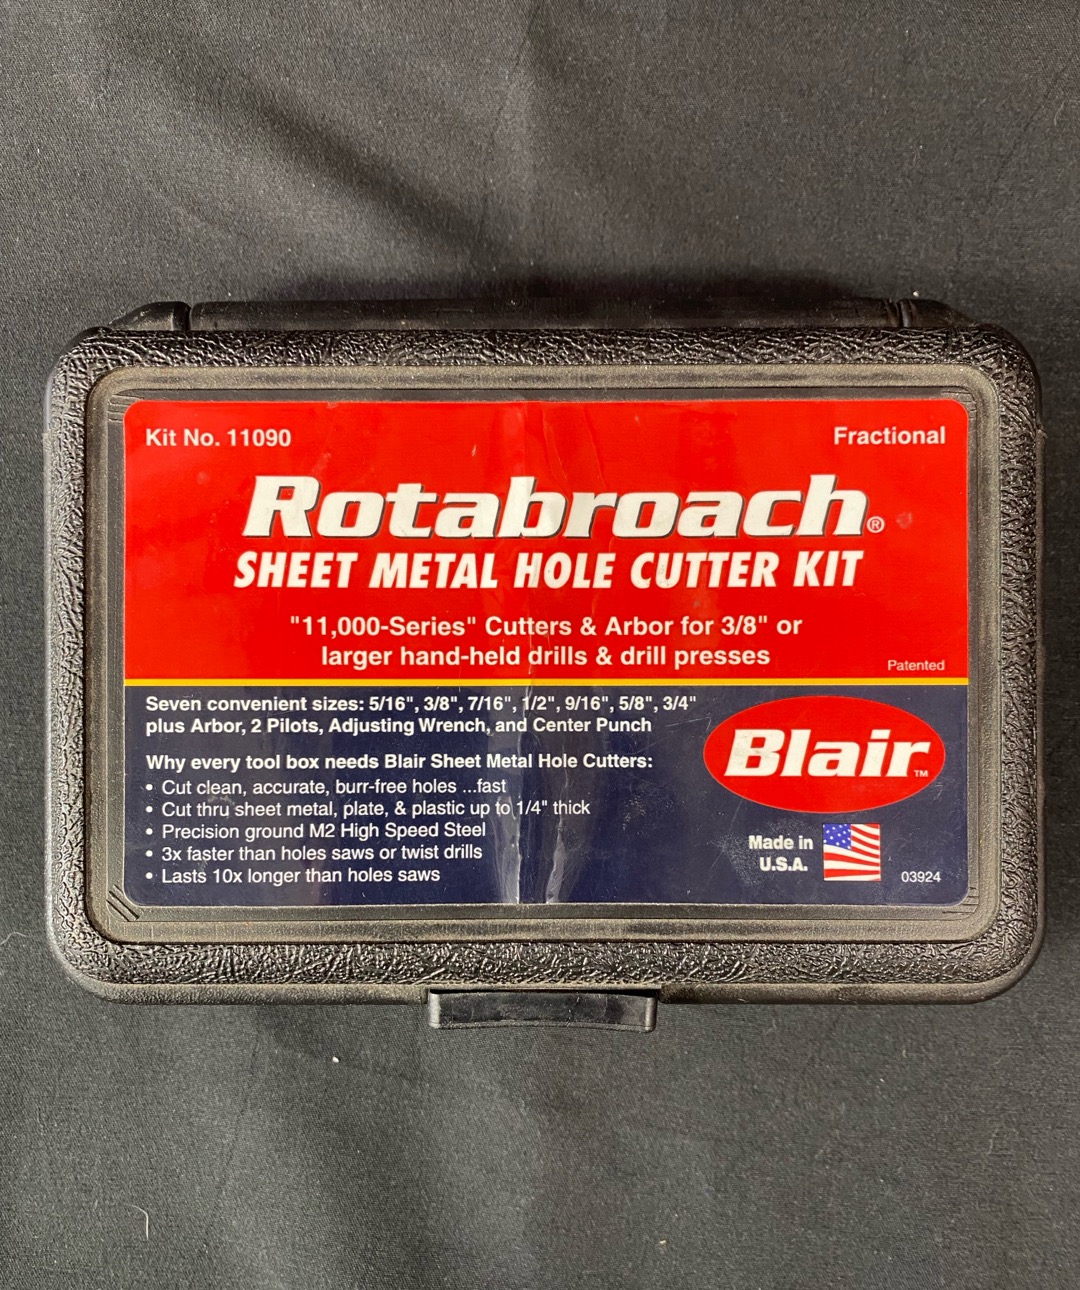 Kit No. 11090
Fractional
Rotabroach®
SHEET METAL HOLE CUTTER KIT
"11,000-Series" Cutters & Arbor for 3/8" or
larger hand-held drills & drill presses
Patented
Seven convenient sizes: 5/16", 3/8", 7/16", 1/2", 9/16", 5/8", 3/4"
plus Arbor, 2 Pilots, Adjusting Wrench, and Center Punch
Why every tool box needs Blair Sheet Metal Hole Cutters:
• Cut clean, accurate, burr-free holes ...fast
• Cut thru sheet metal, plate, & plastic up to 1/4" thick
• Precision ground M2 High Speed Steel
• 3x faster than holes saws or twist drills
• Lasts 10x longer than holes saws
Blair™
Made in
U.S.A.
03924